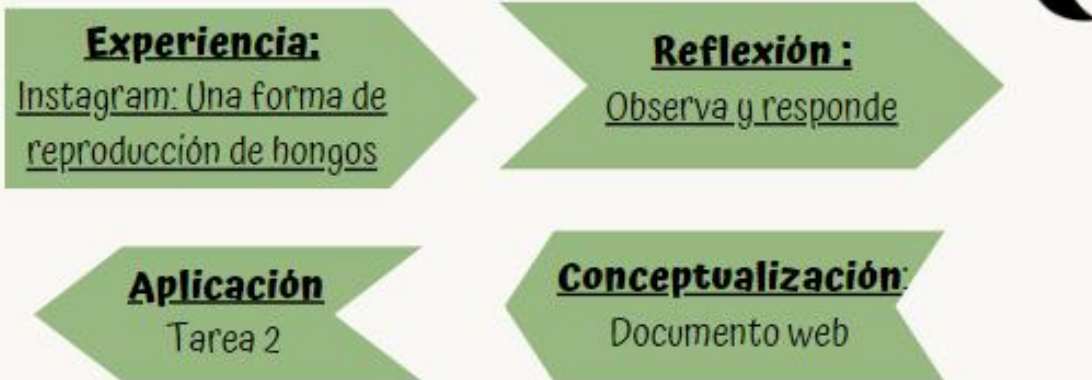 Experiencia:
Instagram: Una forma de
reproducción de hongos
Reflexión :
Observa y responde
Aplicación
Tarea 2
Conceptualización:
Documento web